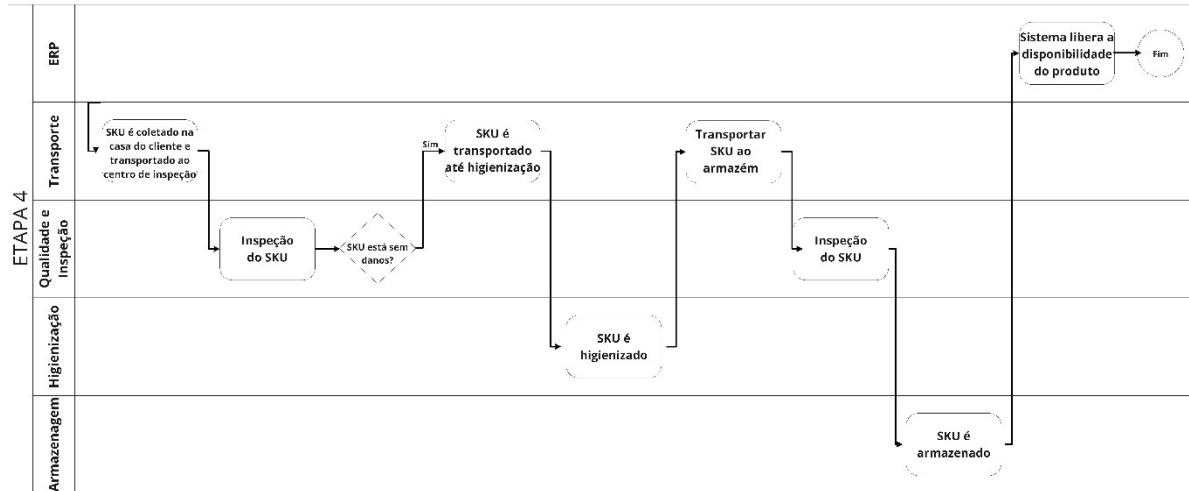 ETAPA 4
ERP
Sistema libera a
disponibilidade
do produto
Fim
Transporte
SKU é coletado na
casa do cliente e
transportado ao
centro de inspeção
Sim
SKU é
transportado
até higienização
Transportar
SKU ao
armazém
Qualidade e
Inspeção
Inspeção
do SKU
SKU está sem
danos?
Inspeção
do SKU
Higienização
SKU é
higienizado
Armazenagem
SKU é
armazenado